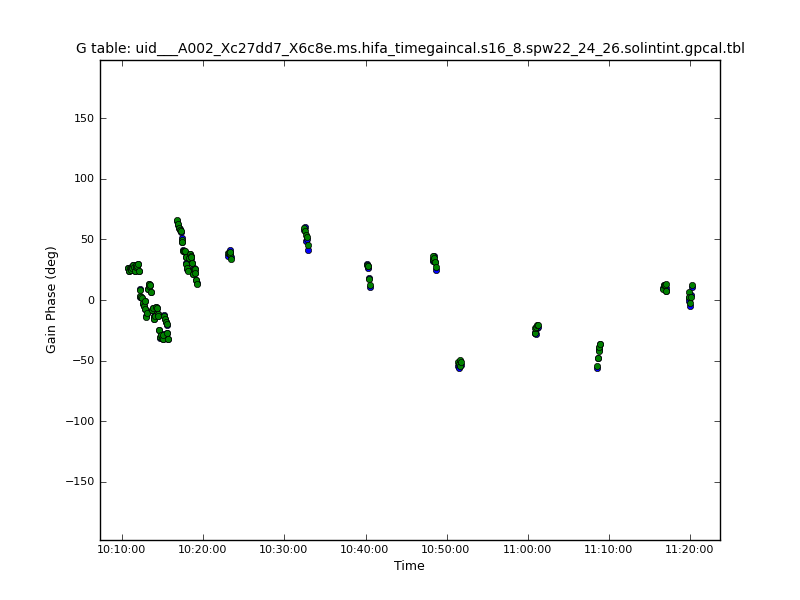 G table: uid___A002_Xc27dd7_X6c8e.ms.hifa_timegaincal.s16_8.spw22_24_26.solintint.gpcal.tbl
150
100
50
0
−50
−100
−150
Gain Phase (deg)
10:10:00 10:20:00 10:30:00 10:40:00 10:50:00 11:00:00 11:10:00 11:20:00
Time